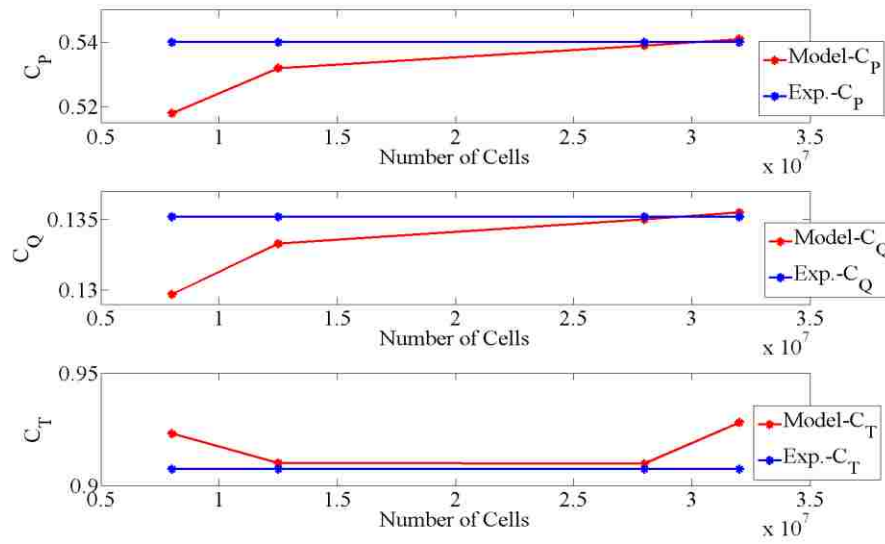 0.54
0.52
C_P
0.5 1 1.5 2 2.5 3 3.5
Number of Cells
x 10^7
Model-C_P
Exp.-C_P
0.135
0.13
C_Q
0.5 1 1.5 2 2.5 3 3.5
Number of Cells
x 10^7
Model-C_Q
Exp.-C_Q
0.95
0.9
C_T
0.5 1 1.5 2 2.5 3 3.5
Number of Cells
x 10^7
Model-C_T
Exp.-C_T